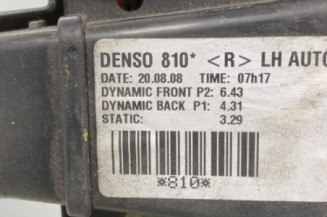 DENSO 810* <R> LH AUTO
DATE: 20.08.08 TIME: 07h17
DYNAMIC FRONT P2: 6.43
DYNAMIC BACK P1: 4.31
STATIC: 3.29
*810*